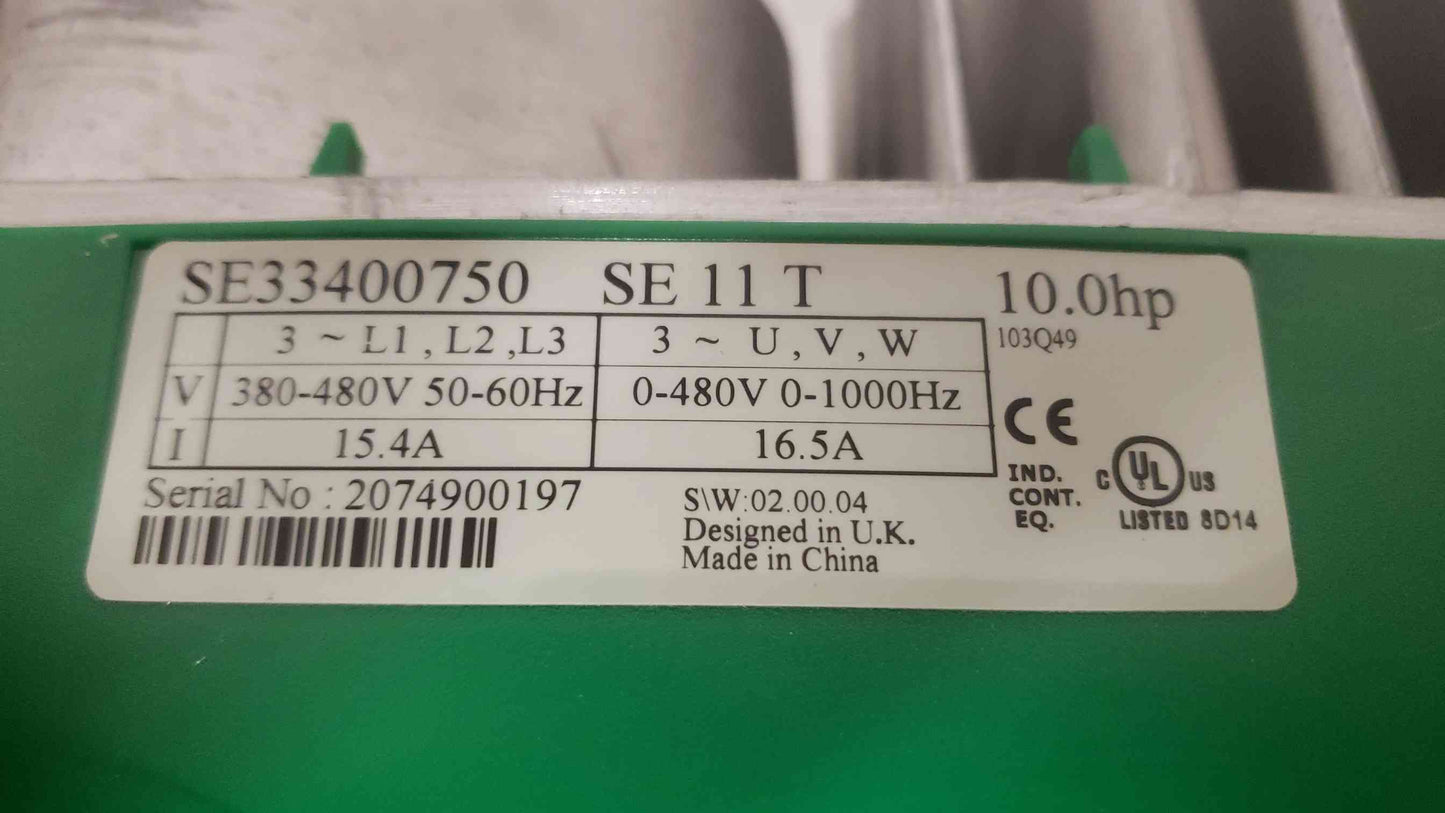 SE33400750 SE 11 T 10.0hp
103Q49
3 ~ L1 , L2 ,L3 3 ~ U , V , W
V 380-480V 50-60Hz 0-480V 0-1000Hz
I 15.4A 16.5A
CE
Serial No : 2074900197
S\W:02.00.04
Designed in U.K.
Made in China
IND.
CONT.
EQ.
C UL US
LISTED 8D14